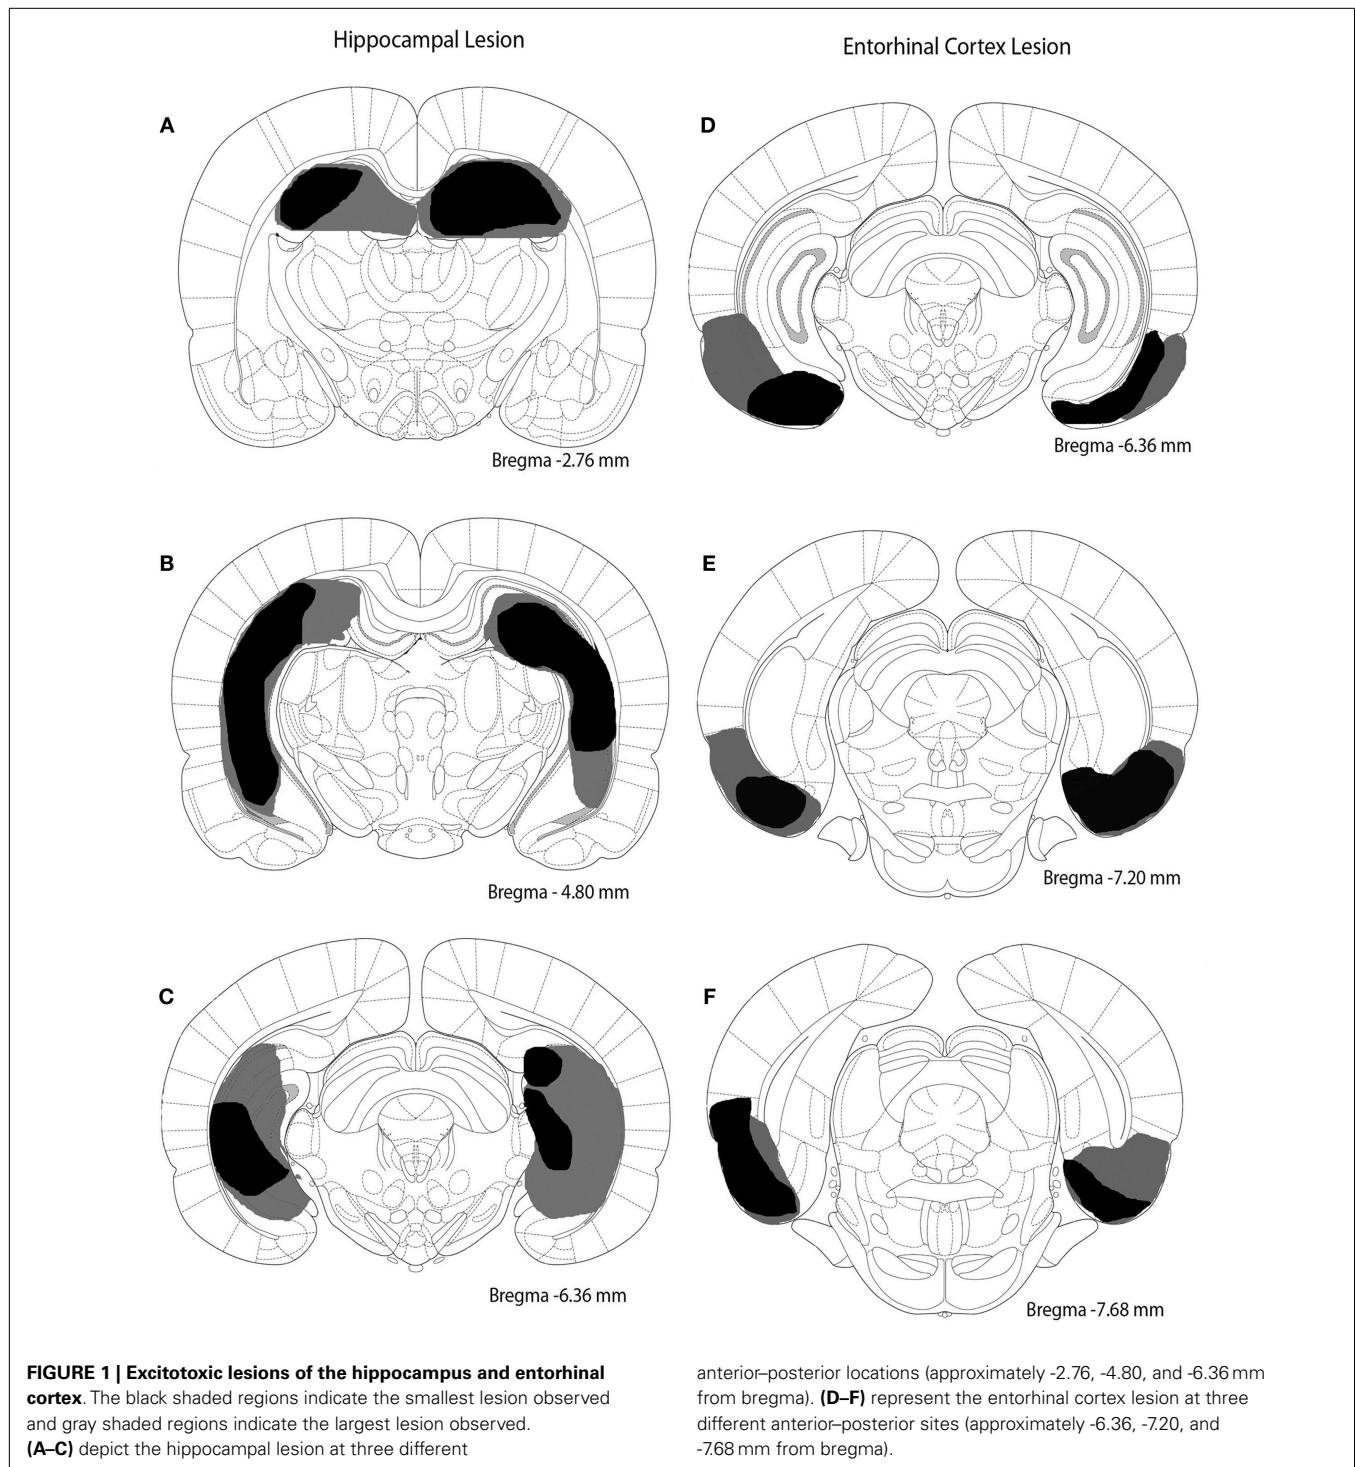 Hippocampal Lesion
Entorhinal Cortex Lesion
A
D
Bregma -2.76 mm
Bregma -6.36 mm
B
E
Bregma - 4.80 mm
Bregma -7.20 mm
C
F
Bregma -6.36 mm
Bregma -7.68 mm
FIGURE 1 | Excitotoxic lesions of the hippocampus and entorhinal
cortex. The black shaded regions indicate the smallest lesion observed
and gray shaded regions indicate the largest lesion observed.
(A–C) depict the hippocampal lesion at three different
anterior–posterior locations (approximately -2.76, -4.80, and -6.36 mm
from bregma). (D–F) represent the entorhinal cortex lesion at three
different anterior–posterior sites (approximately -6.36, -7.20, and
-7.68 mm from bregma).